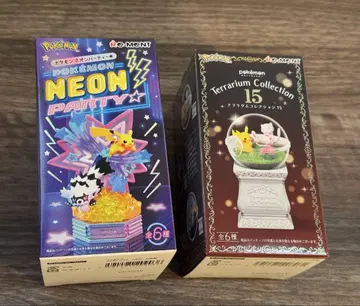 Pokémon
Re-MENT
ポケモンネオンパーティー
POKÉMON
NEON
PARTY
全6種
pokémon
Re-MENT
Terrarium Collection
15
テラリウムコレクション15
全6種